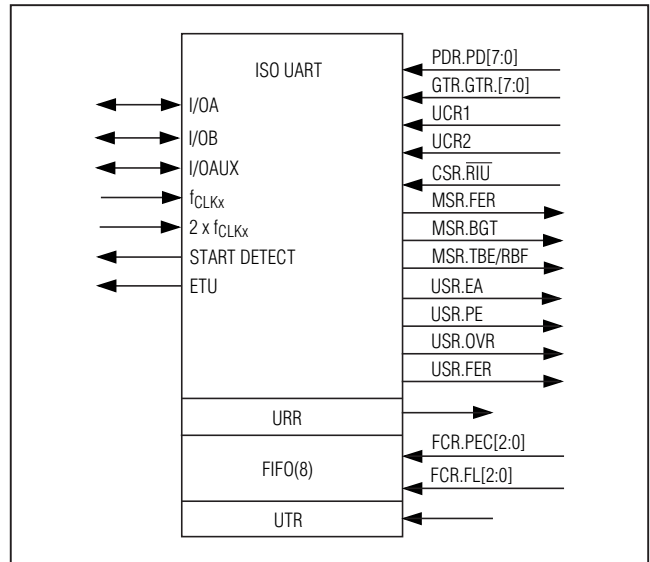 ISO UART
I/OA
I/OB
I/OAUX
fCLKx
2 x fCLKx
START DETECT
ETU
PDR.PD[7:0]
GTR.GTR.[7:0]
UCR1
UCR2
CSR.R̅I̅U̅
MSR.FER
MSR.BGT
MSR.TBE/RBF
USR.EA
USR.PE
USR.OVR
USR.FER
URR
FIFO(8)
FCR.PEC[2:0]
FCR.FL[2:0]
UTR